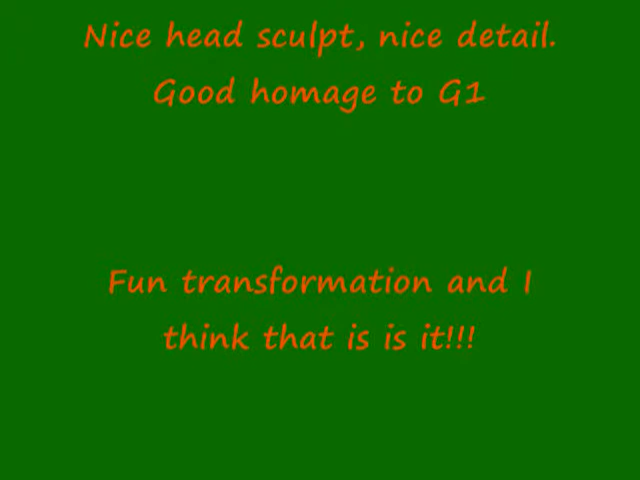 Nice head sculpt, nice detail.
Good homage to G1
Fun transformation and I
think that is is it!!!